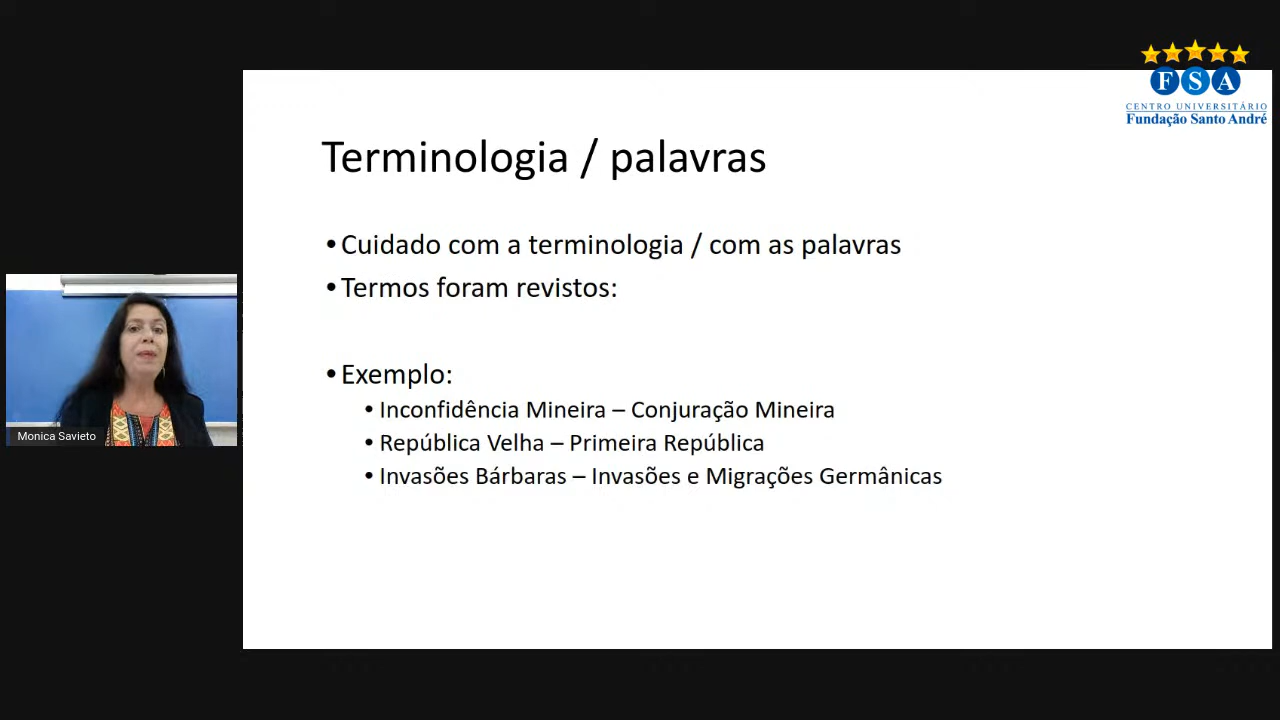 FSA
CENTRO UNIVERSITÁRIO
Fundação Santo André
Terminologia / palavras
•Cuidado com a terminologia / com as palavras
•Termos foram revistos:
•Exemplo:
• Inconfidência Mineira – Conjuração Mineira
• República Velha – Primeira República
• Invasões Bárbaras – Invasões e Migrações Germânicas
Monica Savieto